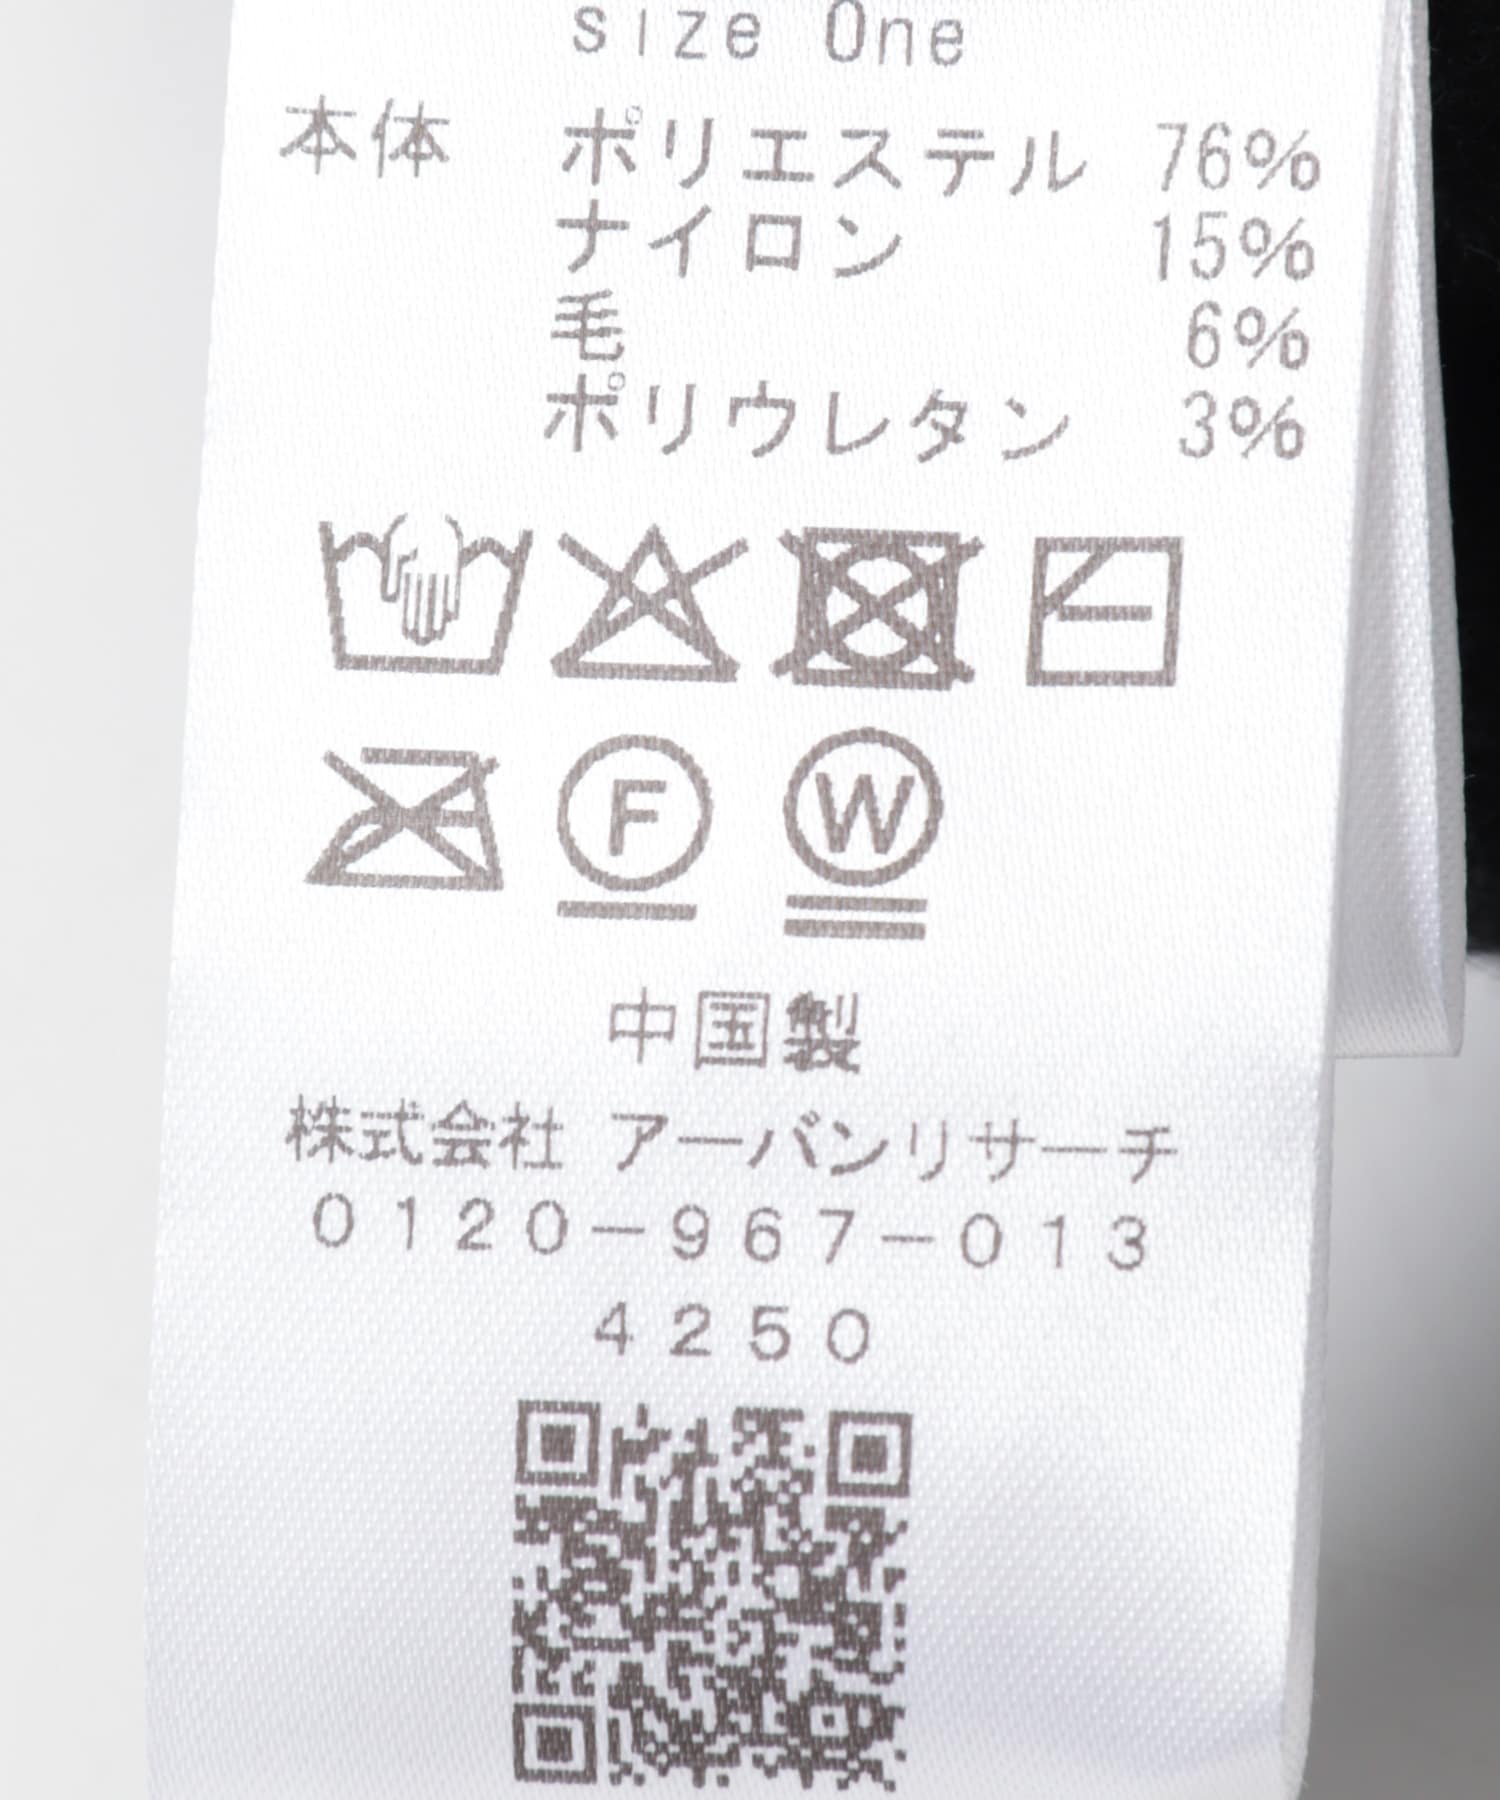 size One
本体 ポリエステル 76%
ナイロン 15%
毛 6%
ポリウレタン 3%
F W
中国製
株式会社 アーバンリサーチ
0120-967-013
4250